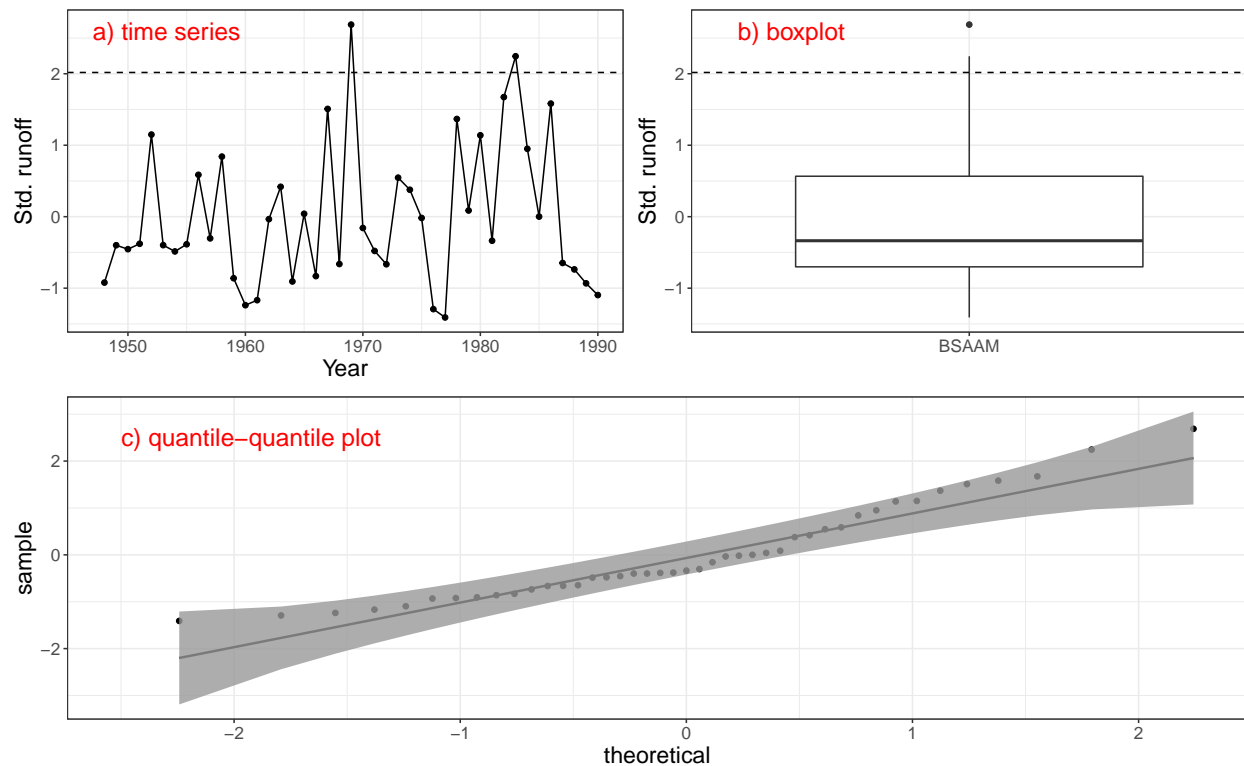 a) time series
Std. runoff
2
1
0
−1
1950 1960 1970 1980 1990
Year
b) boxplot
Std. runoff
2
1
0
−1
BSAAM
c) quantile−quantile plot
sample
2
0
−2
−2 −1 0 1 2
theoretical